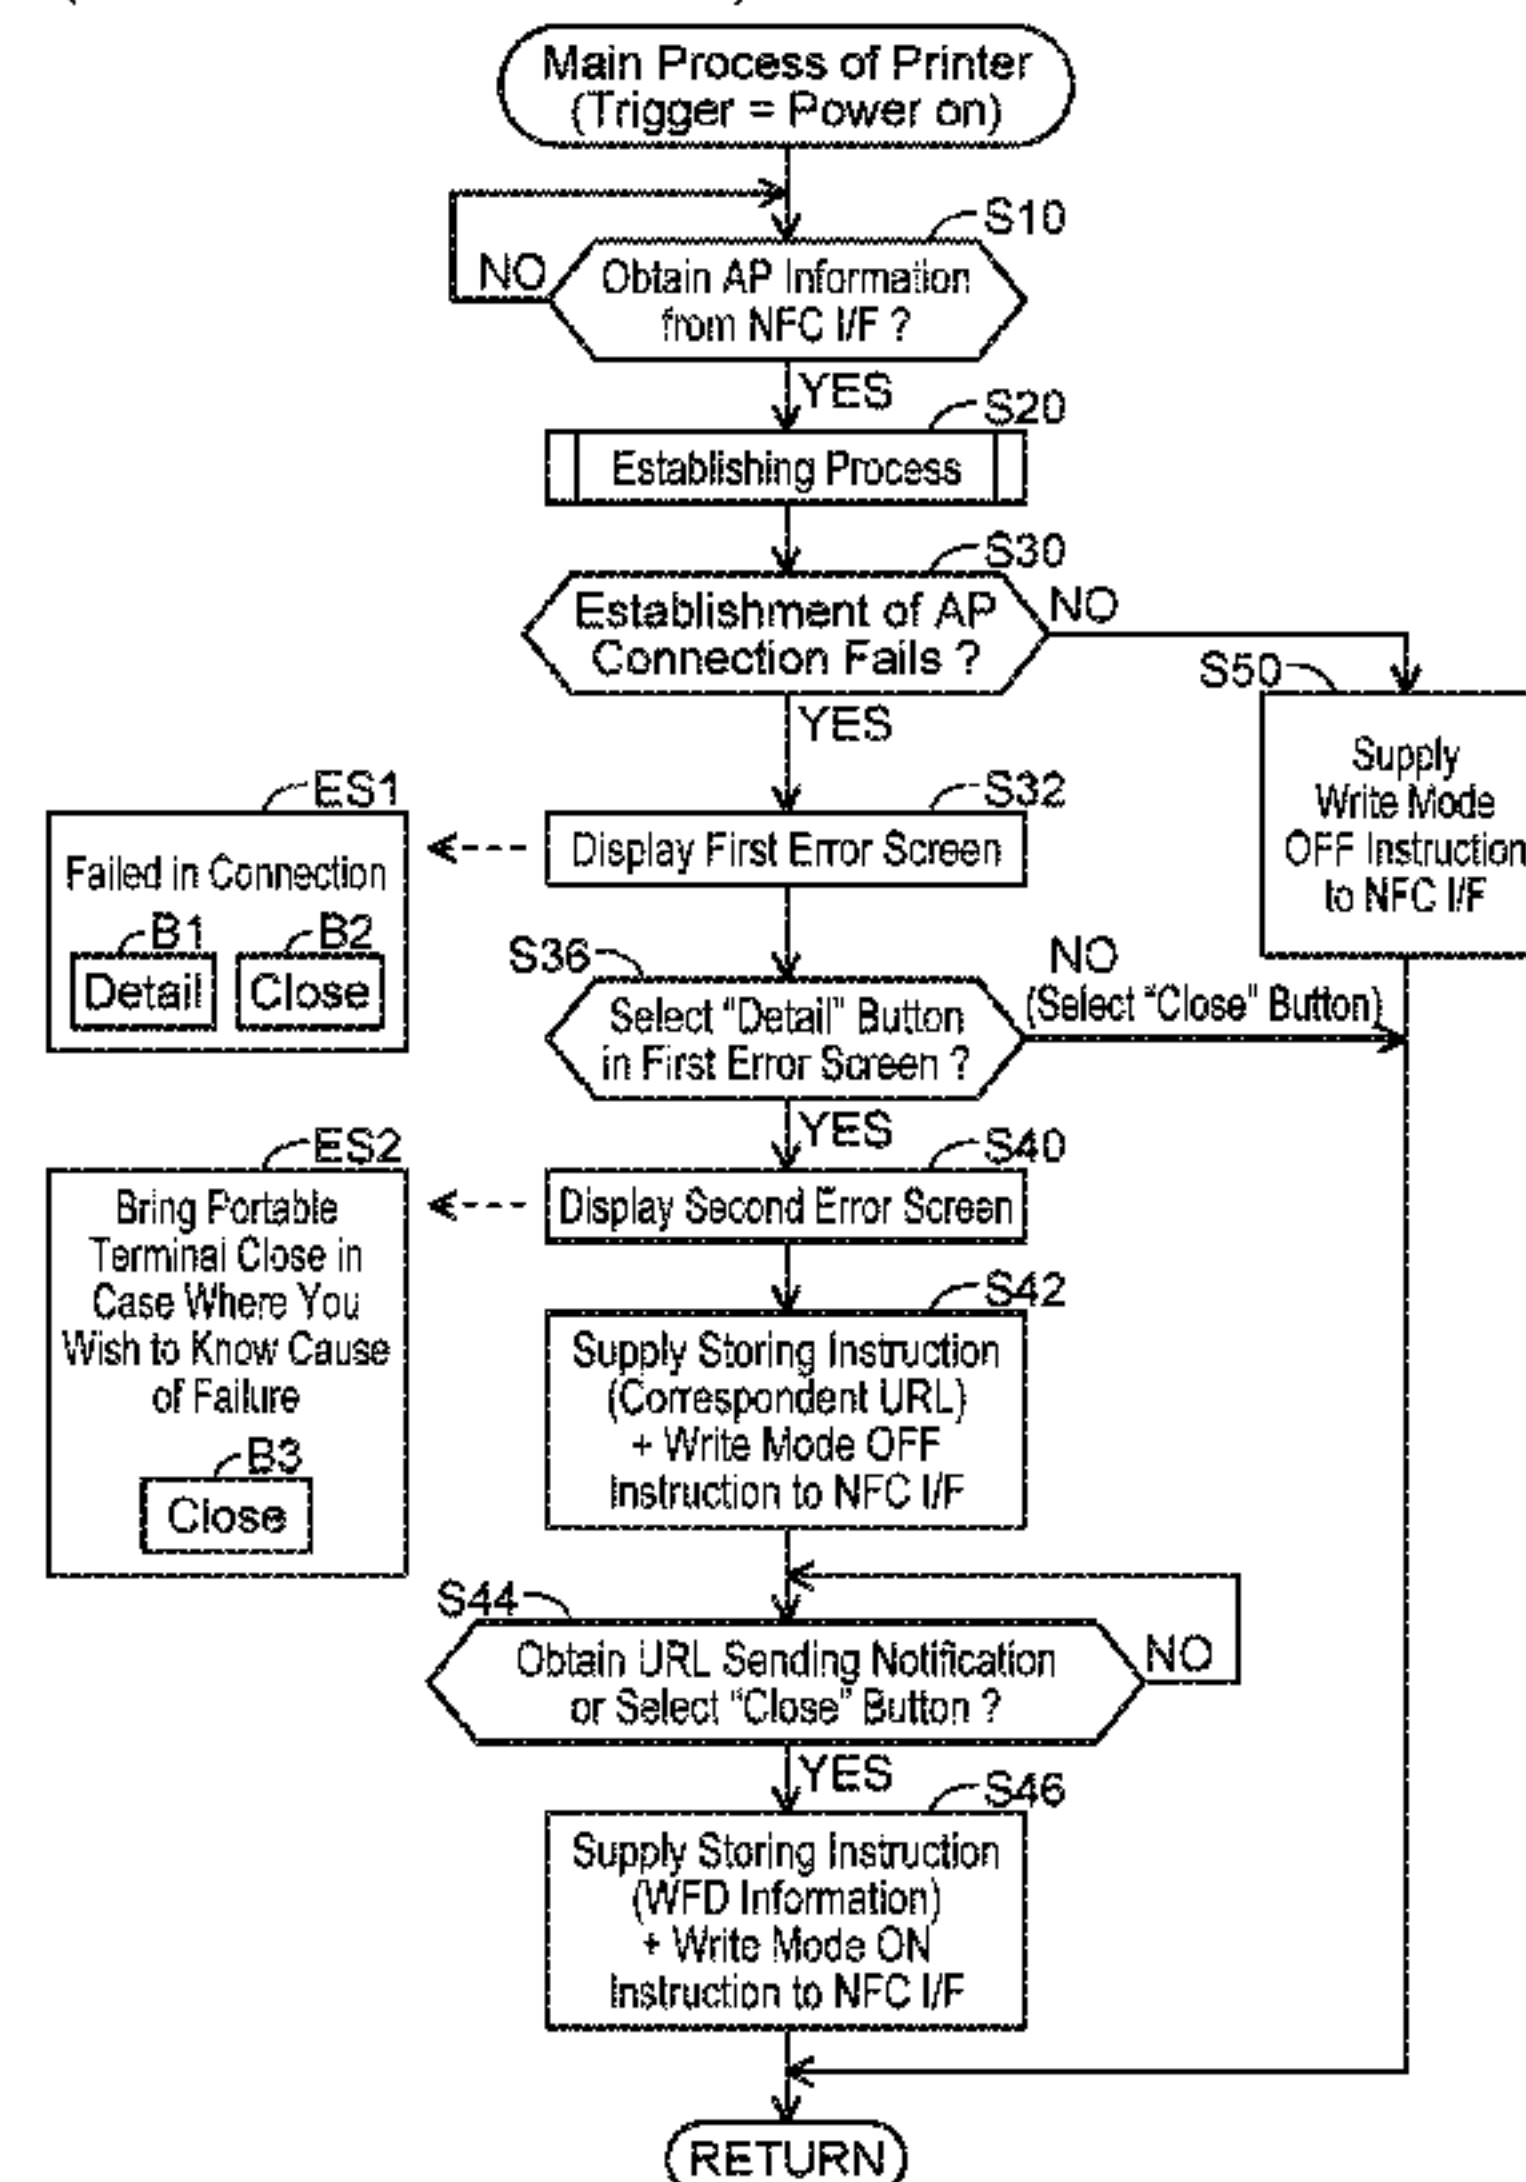 Main Process of Printer
(Trigger = Power on)
S10
NO
Obtain AP Information
from NFC I/F ?
YES
S20
Establishing Process
S30
Establishment of AP
Connection Fails ?
NO
YES
S50
Supply
Write Mode
OFF Instruction
to NFC I/F
ES1
Failed in Connection
B1
B2
Detail
Close
S32
Display First Error Screen
S36
Select "Detail" Button
in First Error Screen ?
NO
(Select "Close" Button)
YES
ES2
Bring Portable
Terminal Close in
Case Where You
Wish to Know Cause
of Failure
B3
Close
S40
Display Second Error Screen
S42
Supply Storing Instruction
(Correspondent URL)
+ Write Mode OFF
Instruction to NFC I/F
S44
Obtain URL Sending Notification
or Select "Close" Button ?
NO
YES
S46
Supply Storing Instruction
(WFD Information)
+ Write Mode ON
Instruction to NFC I/F
RETURN